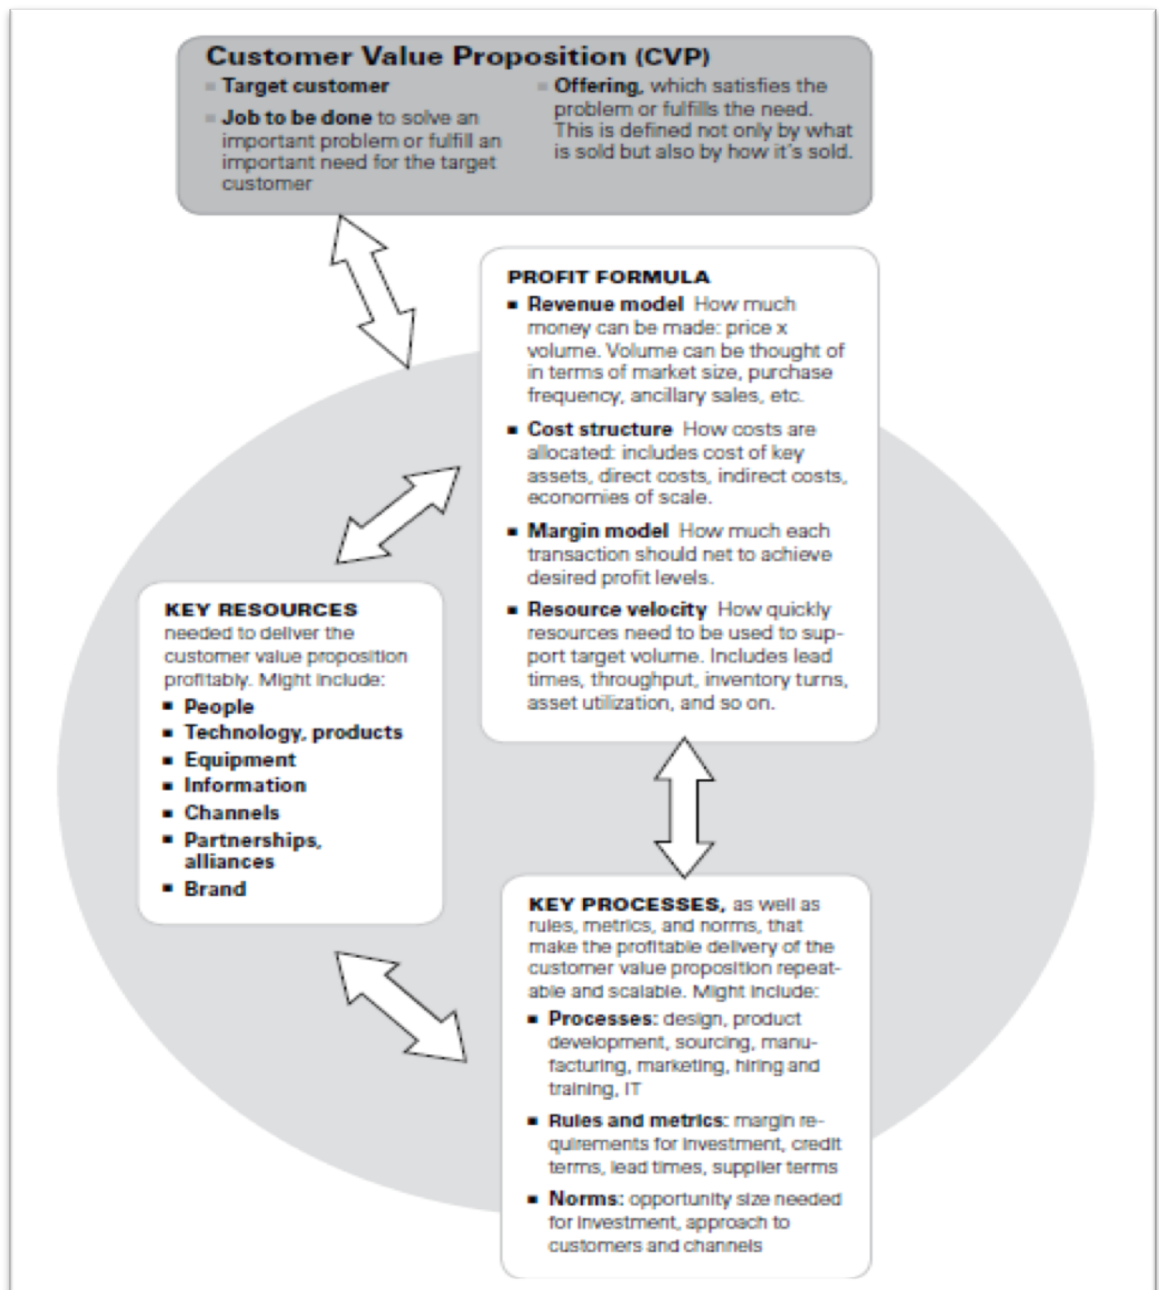 Customer Value Proposition (CVP)
Target customer
Job to be done to solve an
important problem or fulfill an
important need for the target
customer
Offering, which satisfies the
problem or fulfills the need.
This is defined not only by what
is sold but also by how it's sold.
PROFIT FORMULA
▪ Revenue model How much
money can be made: price x
volume. Volume can be thought of
in terms of market size, purchase
frequency, ancillary sales, etc.
▪ Cost structure How costs are
allocated: includes cost of key
assets, direct costs, indirect costs,
economies of scale.
▪ Margin model How much each
transaction should net to achieve
desired profit levels.
▪ Resource velocity How quickly
resources need to be used to sup-
port target volume. Includes lead
times, throughput, inventory turns,
asset utilization, and so on.
KEY RESOURCES
needed to deliver the
customer value proposition
profitably. Might include:
▪ People
▪ Technology, products
▪ Equipment
▪ Information
▪ Channels
▪ Partnerships,
alliances
▪ Brand
KEY PROCESSES, as well as
rules, metrics, and norms, that
make the profitable delivery of the
customer value proposition repeat-
able and scalable. Might include:
▪ Processes: design, product
development, sourcing, manu-
facturing, marketing, hiring and
training, IT
▪ Rules and metrics: margin re-
quirements for investment, credit
terms, lead times, supplier terms
▪ Norms: opportunity size needed
for investment, approach to
customers and channels